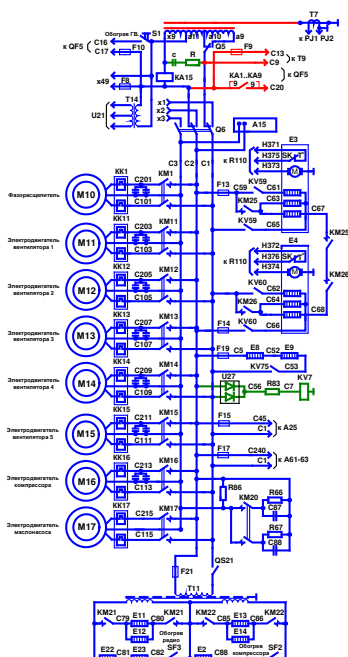 T7
к PJ1 PJ2
Обогрев ГВ.
S1
x9 a11 a10 a9
к QF5
C16
C17
F10
Q5
F9
C13
C9
к T9
c R
KA15
KA1..KA9
к QF5
x49
F8
9 9
C20
T14
U21
x1
x2
x3
Q6
A15
C3 C2 C1
H371
E3
H375 SK T
к R110
H373
M
KK1
C201
KM1
F13 C59
KV59
C61
M10
Фазорасщепитель
KM25
C63
C67
KK11
C203
KM11
KV59
C65
KM25
Электродвигатель
вентилятора 1
M11
C103
H372
E4
H376 SK T
к R110
H374
M
KK12
C205
KM12
KM26
Электродвигатель
вентилятора 2
M12
C105
KV60
C62
KM26
C64
C68
KK13
C207
KM13
KV60
F14
C66
Электродвигатель
вентилятора 3
M13
C107
F19 C5 E8 C52 E9
KK14
C209
KM14
KV75 C53
U27
KV7
Электродвигатель
вентилятора 4
M14
C109
C56 R83 C7
KK15
C211
KM15
F15
C45
C1
к A25
Электродвигатель
вентилятора 5
M15
C111
F17
C240
C1
к A61-63
KK16
C213
KM16
Электродвигатель
компрессора
M16
C113
R86
KM20
R66
C87
KK17
C215
KM17
R67
C88
Электродвигатель
маслонасоса
M17
C115
F21
QS21
T11
KM21 C79 E11 C80 KM21
E12
KM22 C85 E13 C86 KM22
E14
Обогрев
радио
Обогрев
компрессора
E22 C81 E23 C82 SF3
E2 C88 SF2